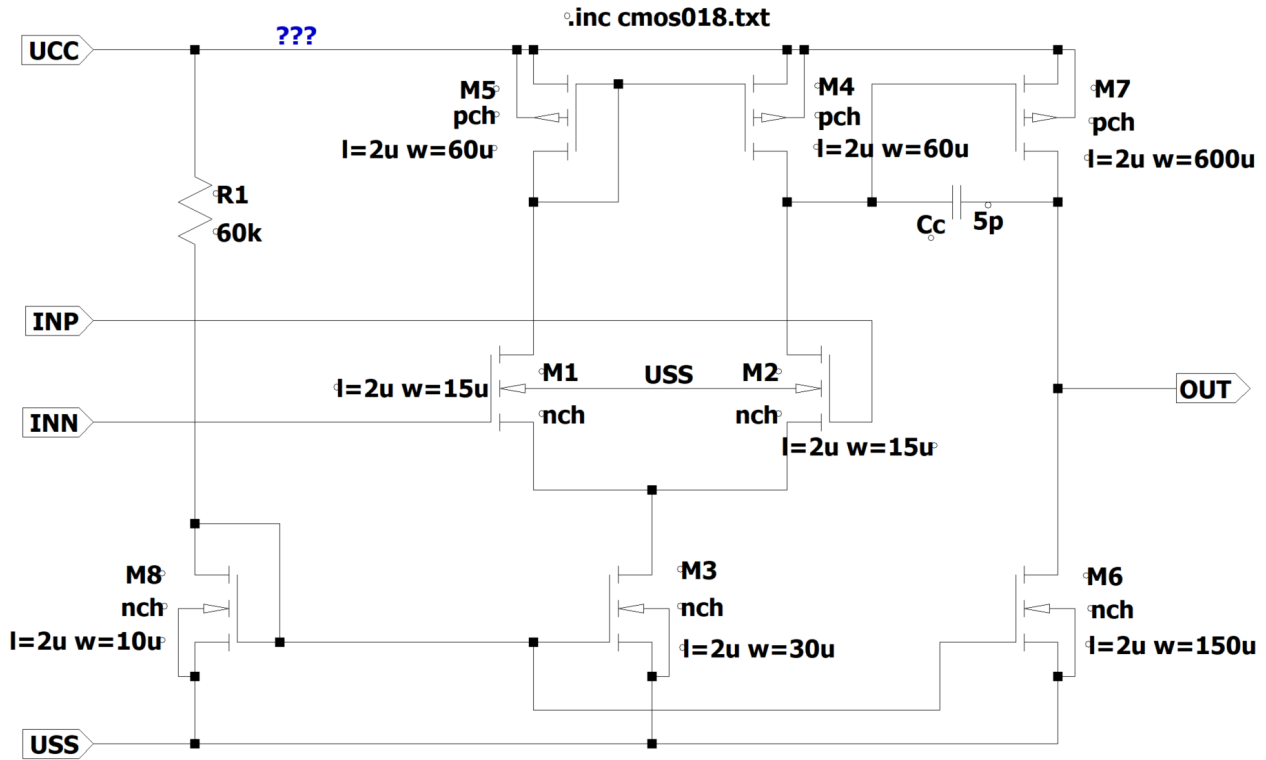 .inc cmos018.txt
UCC
???
M5
pch
l=2u w=60u
M4
pch
l=2u w=60u
M7
pch
l=2u w=600u
R1
60k
Cc
5p
INP
l=2u w=15u
M1
nch
USS
M2
nch
l=2u w=15u
INN
OUT
M8
nch
l=2u w=10u
M3
nch
l=2u w=30u
M6
nch
l=2u w=150u
USS